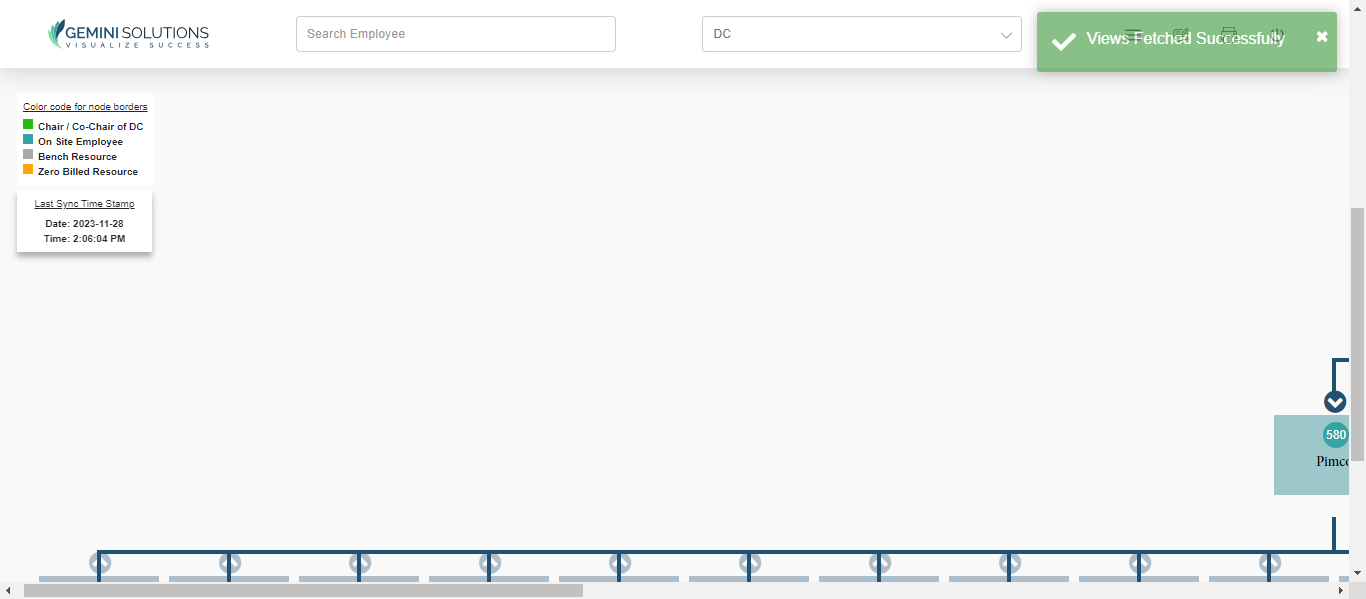 GEMINI SOLUTIONS
VISUALIZE SUCCESS
Search Employee
DC
Views Fetched Successfully
Color code for node borders
Chair / Co-Chair of DC
On Site Employee
Bench Resource
Zero Billed Resource
Last Sync Time Stamp
Date: 2023-11-28
Time: 2:06:04 PM
580
Pimco